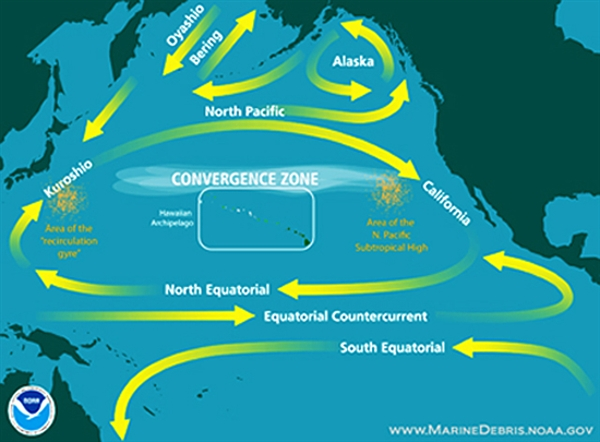 Oyashio
Bering
Alaska
North Pacific
Kuroshio
CONVERGENCE ZONE
California
Hawaiian
Archipelago
Area of the
"recirculation
gyre"
Area of the
N. Pacific
Subtropical High
North Equatorial
Equatorial Countercurrent
South Equatorial
NOAA
www.MarineDebris.noaa.gov